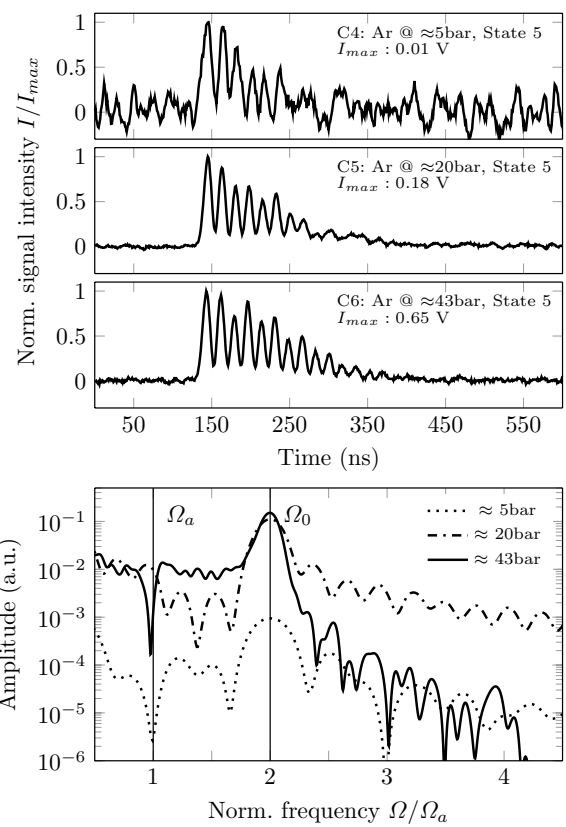 1
0.5
0
C4: Ar @ ≈5bar, State 5
I_max : 0.01 V
1
0.5
0
C5: Ar @ ≈20bar, State 5
I_max : 0.18 V
1
0.5
0
C6: Ar @ ≈43bar, State 5
I_max : 0.65 V
Norm. signal intensity I/I_max
50 150 250 350 450 550
Time (ns)
10^−1
10^−2
10^−3
10^−4
10^−5
10^−6
Amplitude (a.u.)
Ω_a
Ω_0
≈ 5bar
≈ 20bar
≈ 43bar
1 2 3 4
Norm. frequency Ω/Ω_a